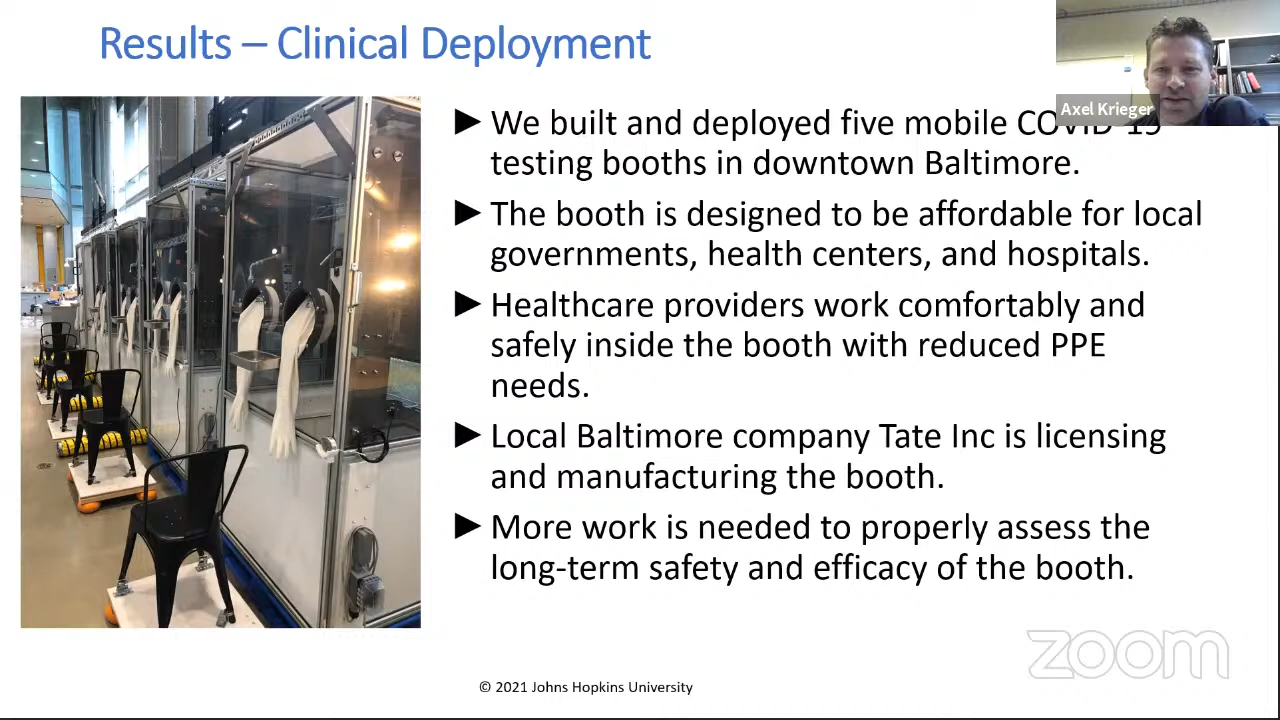 Results – Clinical Deployment
Axel Krieger
► We built and deployed five mobile COVID-19
testing booths in downtown Baltimore.
► The booth is designed to be affordable for local
governments, health centers, and hospitals.
► Healthcare providers work comfortably and
safely inside the booth with reduced PPE
needs.
► Local Baltimore company Tate Inc is licensing
and manufacturing the booth.
► More work is needed to properly assess the
long-term safety and efficacy of the booth.
zoom
© 2021 Johns Hopkins University